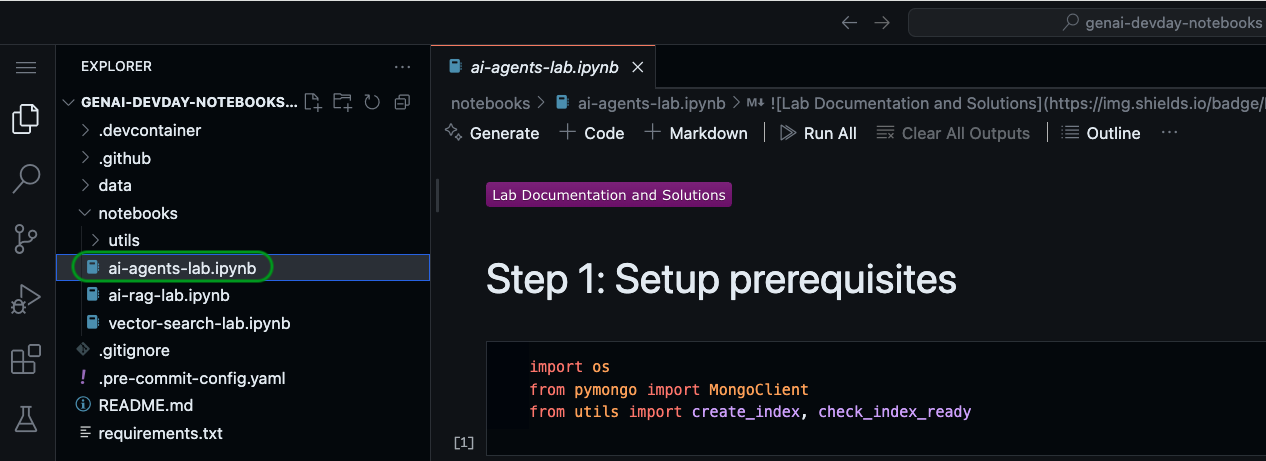 genai-devday-notebooks
EXPLORER
GENAI-DEVDAY-NOTEBOOKS...
.devcontainer
.github
data
notebooks
utils
ai-agents-lab.ipynb
ai-rag-lab.ipynb
vector-search-lab.ipynb
.gitignore
.pre-commit-config.yaml
README.md
requirements.txt
ai-agents-lab.ipynb
notebooks > ai-agents-lab.ipynb > M↓ ![Lab Documentation and Solutions](https://img.shields.io/badge/
Generate + Code + Markdown | Run All Clear All Outputs | Outline ...
Lab Documentation and Solutions
Step 1: Setup prerequisites
import os
from pymongo import MongoClient
from utils import create_index, check_index_ready
[1]